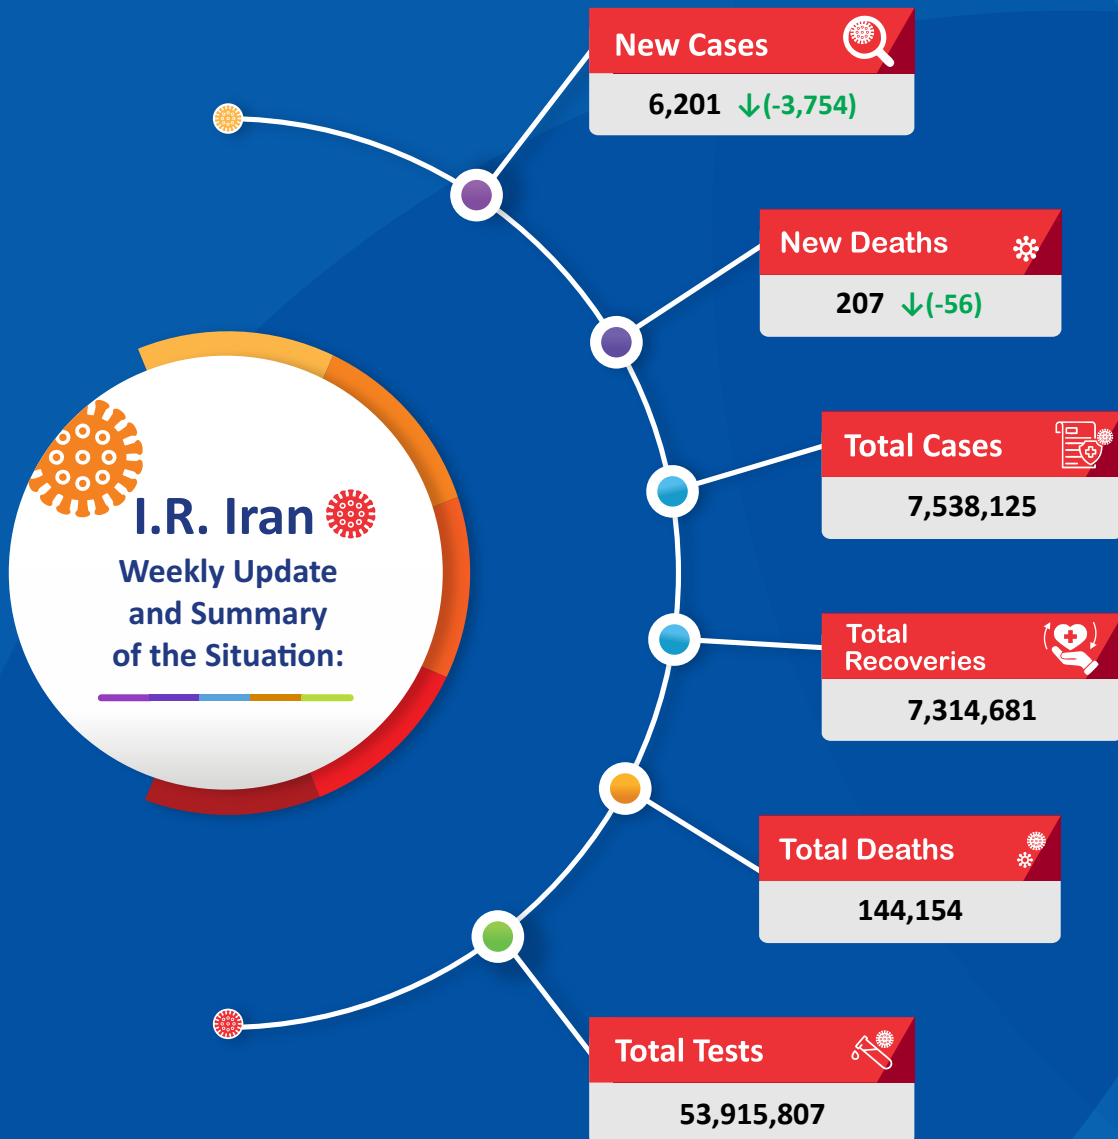 New Cases
6,201 ↓(-3,754)
New Deaths
207 ↓(-56)
Total Cases
7,538,125
I.R. Iran
Weekly Update
and Summary
of the Situation:
Total
Recoveries
7,314,681
Total Deaths
144,154
Total Tests
53,915,807